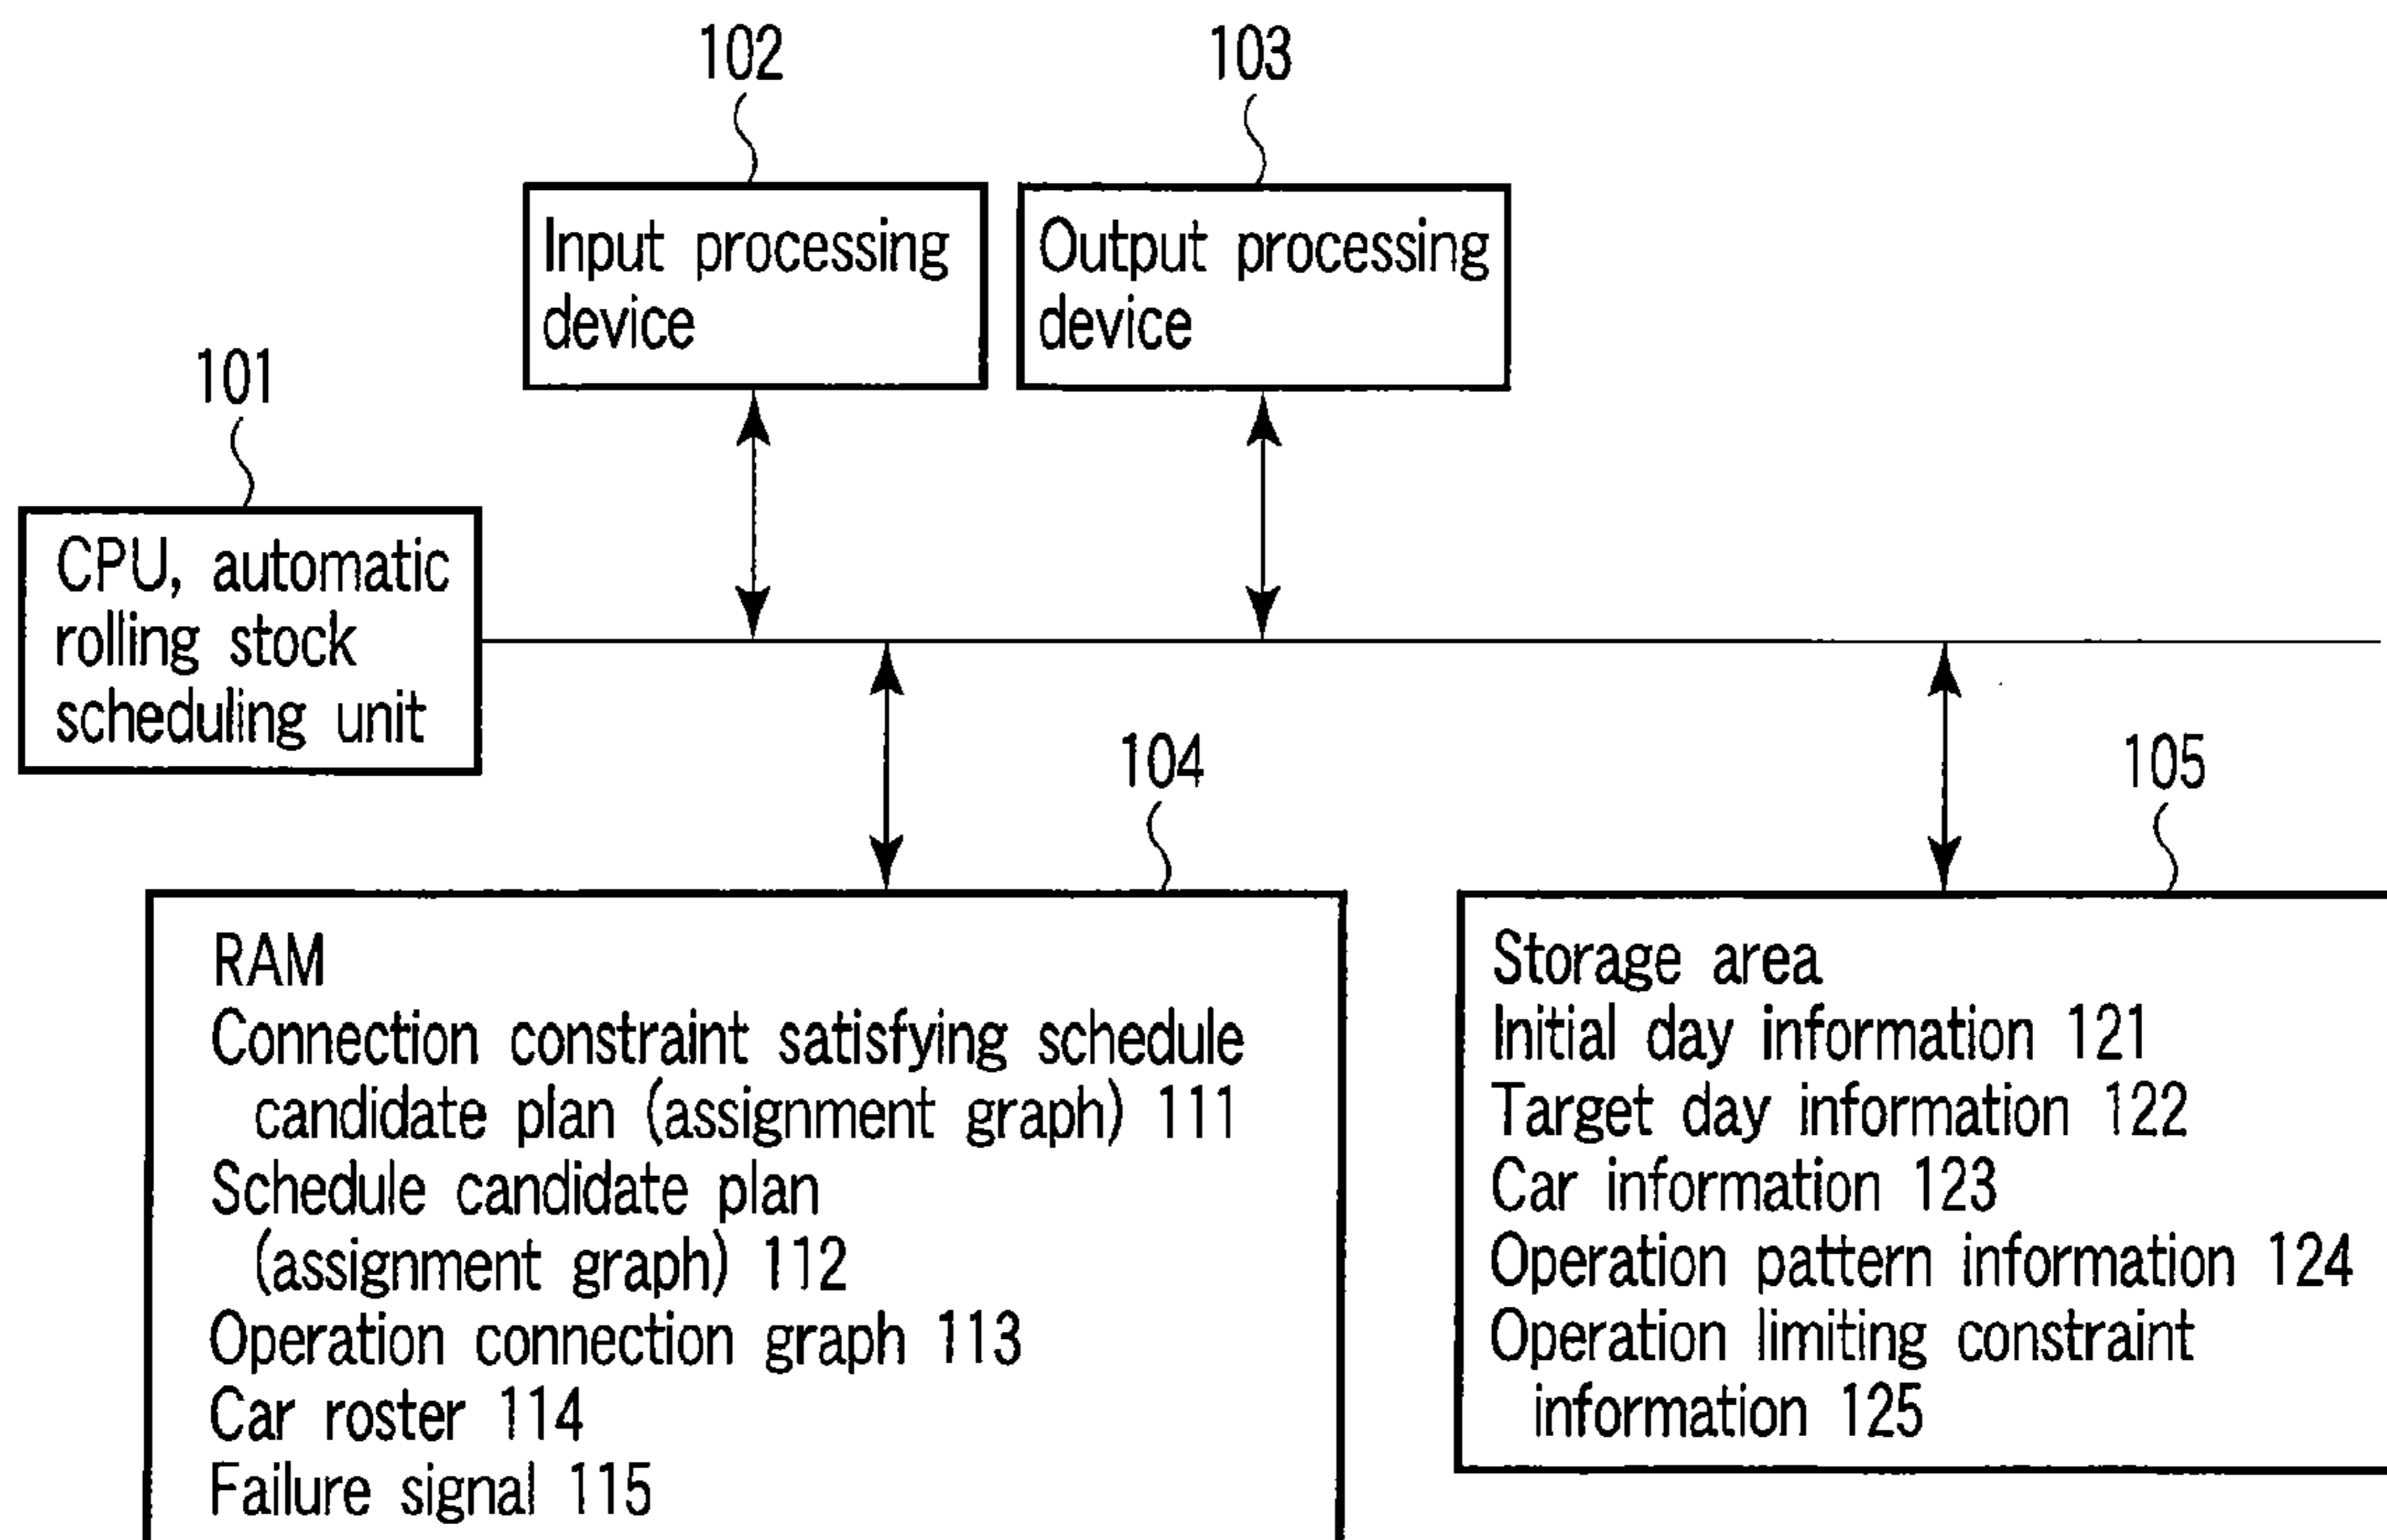 102
103
Input processing
device
Output processing
device
101
CPU, automatic
rolling stock
scheduling unit
104
105
RAM
Connection constraint satisfying schedule
candidate plan (assignment graph) 111
Schedule candidate plan
(assignment graph) 112
Operation connection graph 113
Car roster 114
Failure signal 115
Storage area
Initial day information 121
Target day information 122
Car information 123
Operation pattern information 124
Operation limiting constraint
information 125